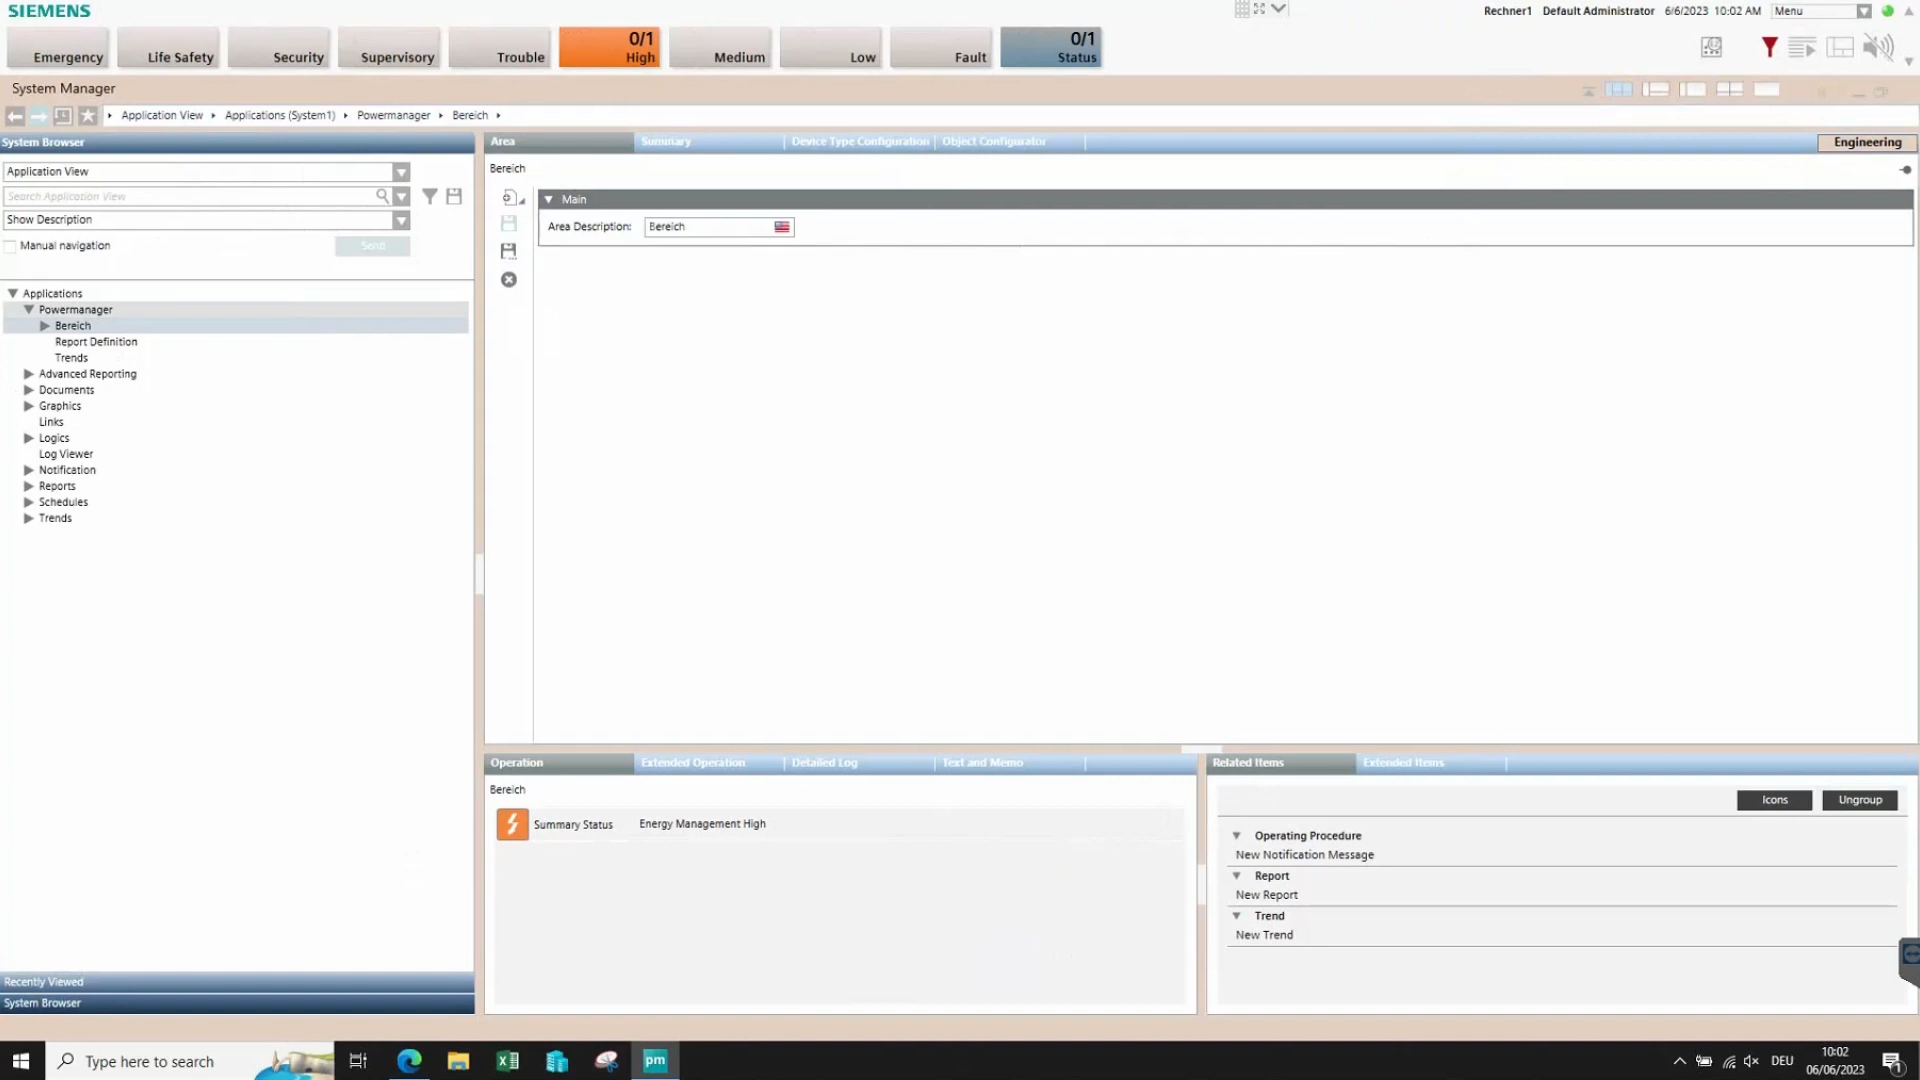 SIEMENS
Rechner1 Default Administrator 6/6/2023 10:02 AM Menu
Emergency
Life Safety
Security
Supervisory
Trouble
0/1
High
Medium
Low
Fault
0/1
Status
System Manager
Application View Applications (System1) Powermanager Bereich
System Browser
Application View
Search Application View
Show Description
Manual navigation
Send
Applications
Powermanager
Bereich
Report Definition
Trends
Advanced Reporting
Documents
Graphics
Links
Logics
Log Viewer
Notification
Reports
Schedules
Trends
Recently Viewed
System Browser
Area Summary Device Type Configuration Object Configurator
Engineering
Bereich
Main
Area Description: Bereich
Operation Extended Operation Detailed Log Text and Memo
Bereich
Summary Status Energy Management High
Related Items Extended Items
Icons Ungroup
Operating Procedure
New Notification Message
Report
New Report
Trend
New Trend
Type here to search
pm
DEU
10:02
06/06/2023
1